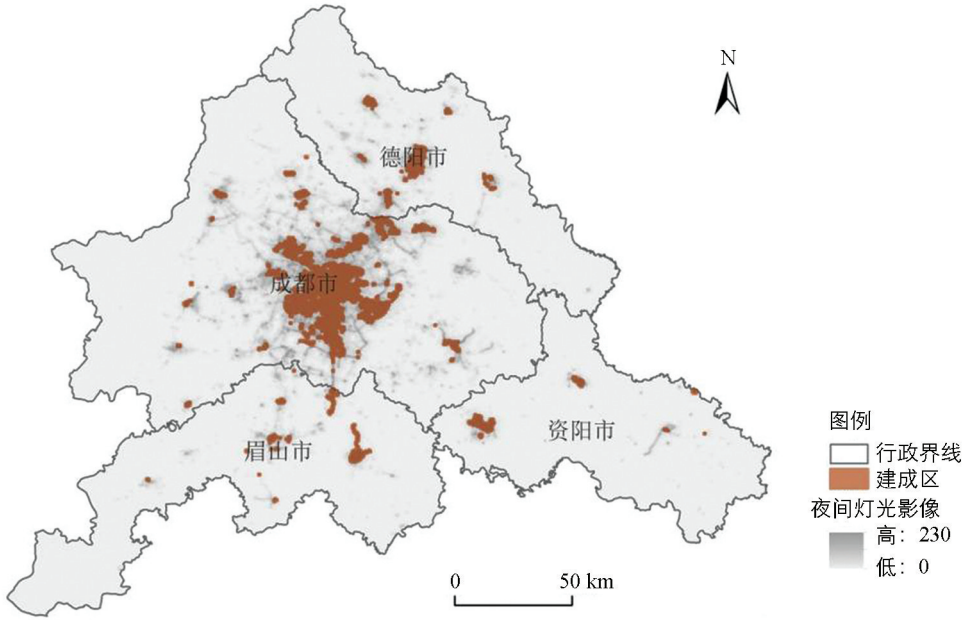 N
德阳市
成都市
资阳市
眉山市
图例
行政界线
建成区
夜间灯光影像
高：230
低：0
0 50 km